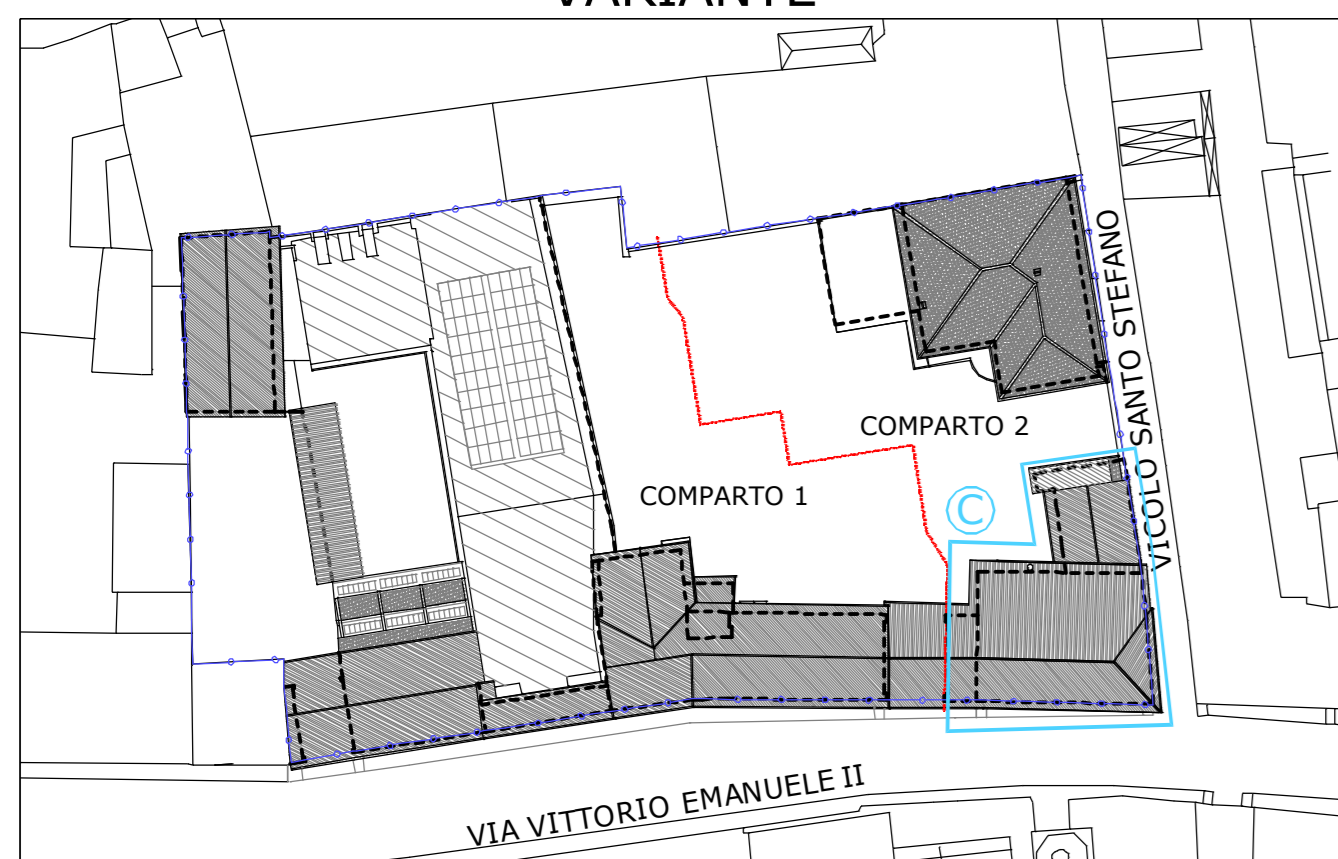 VARIANTE
VICOLO SANTO STEFANO
COMPARTO 2
COMPARTO 1
C
VIA VITTORIO EMANUELE II